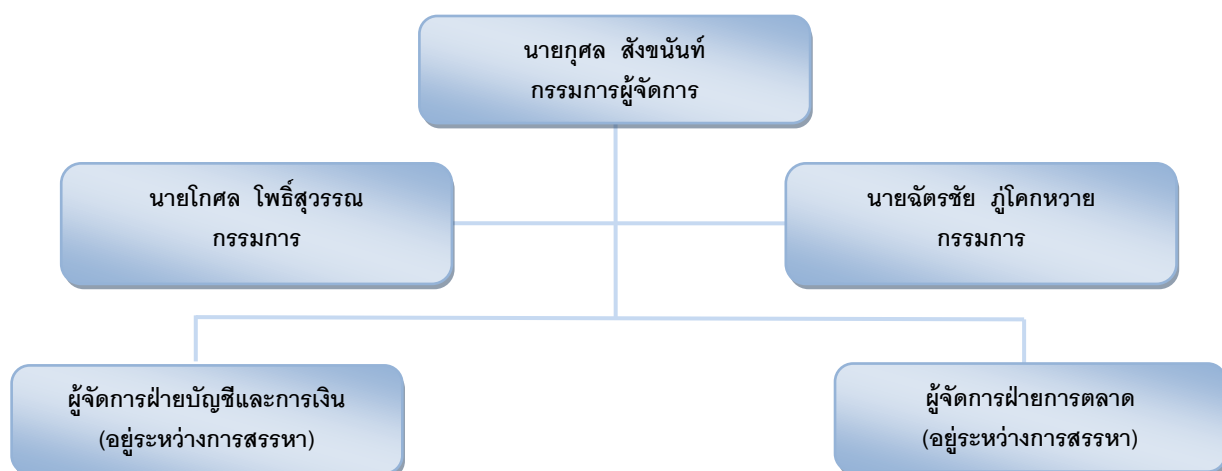 นายกุศล สังขนันท์
กรรมการผู้จัดการ
นายโกศล โพธิ์สุวรรณ
กรรมการ
นายฉัตรชัย ภู่โคกหวาย
กรรมการ
ผู้จัดการฝ่ายบัญชีและการเงิน
(อยู่ระหว่างการสรรหา)
ผู้จัดการฝ่ายการตลาด
(อยู่ระหว่างการสรรหา)